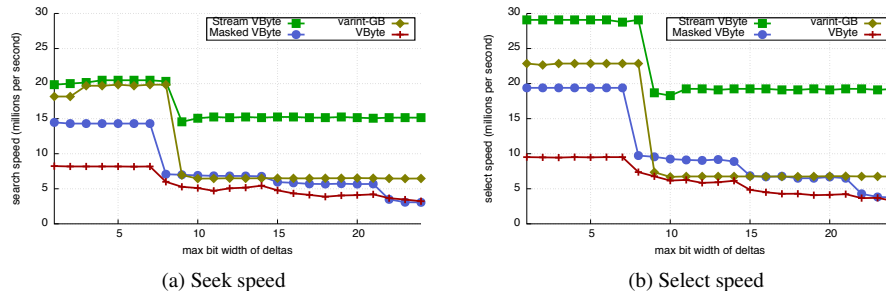 30
25
20
15
10
5
0
5 10 15 20
search speed (millions per second)
max bit width of deltas
Stream VByte
Masked VByte
varint-GB
VByte
(a) Seek speed
30
25
20
15
10
5
0
5 10 15 20
select speed (millions per second)
max bit width of deltas
Stream VByte
Masked VByte
varint-GB
VByte
(b) Select speed